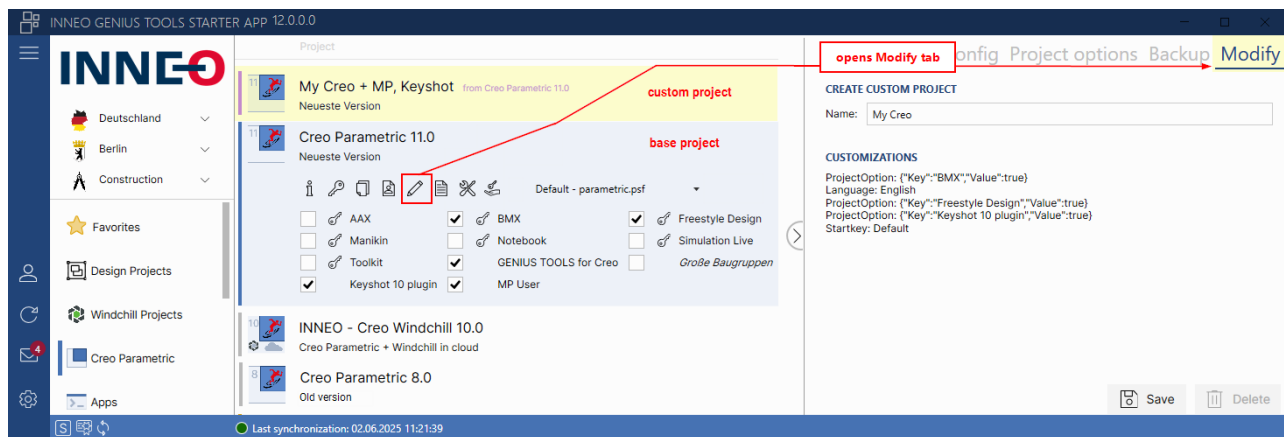 INNEO GENIUS TOOLS STARTER APP 12.0.0.0
INNEO
Deutschland
Berlin
Construction
Favorites
Design Projects
Windchill Projects
Creo Parametric
Apps
4
S
Project
11
My Creo + MP, Keyshot from Creo Parametric 11.0
Neueste Version
custom project
11
Creo Parametric 11.0
Neueste Version
base project
Default - parametric.psf
AAX BMX Freestyle Design
Manikin Notebook Simulation Live
Toolkit GENIUS TOOLS for Creo Große Baugruppen
Keyshot 10 plugin MP User
10
INNEO - Creo Windchill 10.0
Creo Parametric + Windchill in cloud
8
Creo Parametric 8.0
Old version
Last synchronization: 02.06.2025 11:21:39
opens Modify tab
onfig Project options Backup Modify
CREATE CUSTOM PROJECT
Name: My Creo
CUSTOMIZATIONS
ProjectOption: {"Key":"BMX","Value":true}
Language: English
ProjectOption: {"Key":"Freestyle Design","Value":true}
ProjectOption: {"Key":"Keyshot 10 plugin","Value":true}
Startkey: Default
Save Delete